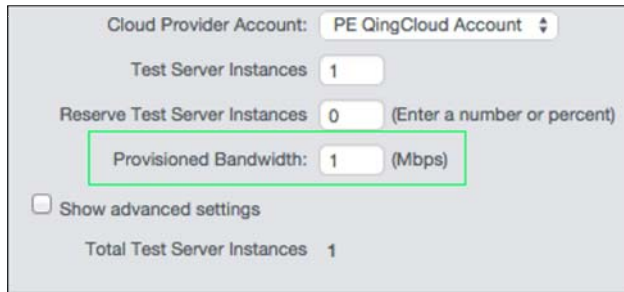 Cloud Provider Account: PE QingCloud Account
Test Server Instances 1
Reserve Test Server Instances 0 (Enter a number or percent)
Provisioned Bandwidth: 1 (Mbps)
Show advanced settings
Total Test Server Instances 1